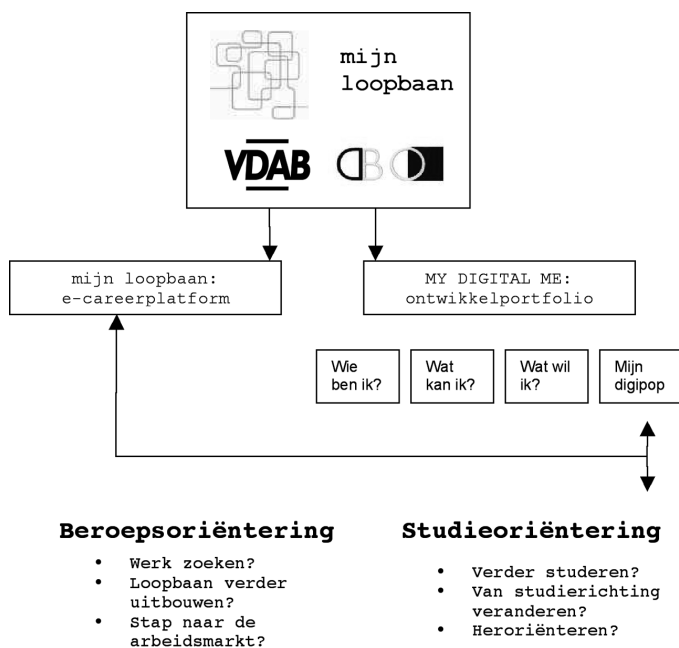 mijn
loopbaan
VDAB
CBO
mijn loopbaan:
e-careerplatform
MY DIGITAL ME:
ontwikkelportfolio
Wie
ben ik?
Wat
kan ik?
Wat wil
ik?
Mijn
digipop
Beroepsoriëntering
• Werk zoeken?
• Loopbaan verder
uitbouwen?
• Stap naar de
arbeidsmarkt?
Studieoriëntering
• Verder studeren?
• Van studierichting
veranderen?
• Heroriënteren?